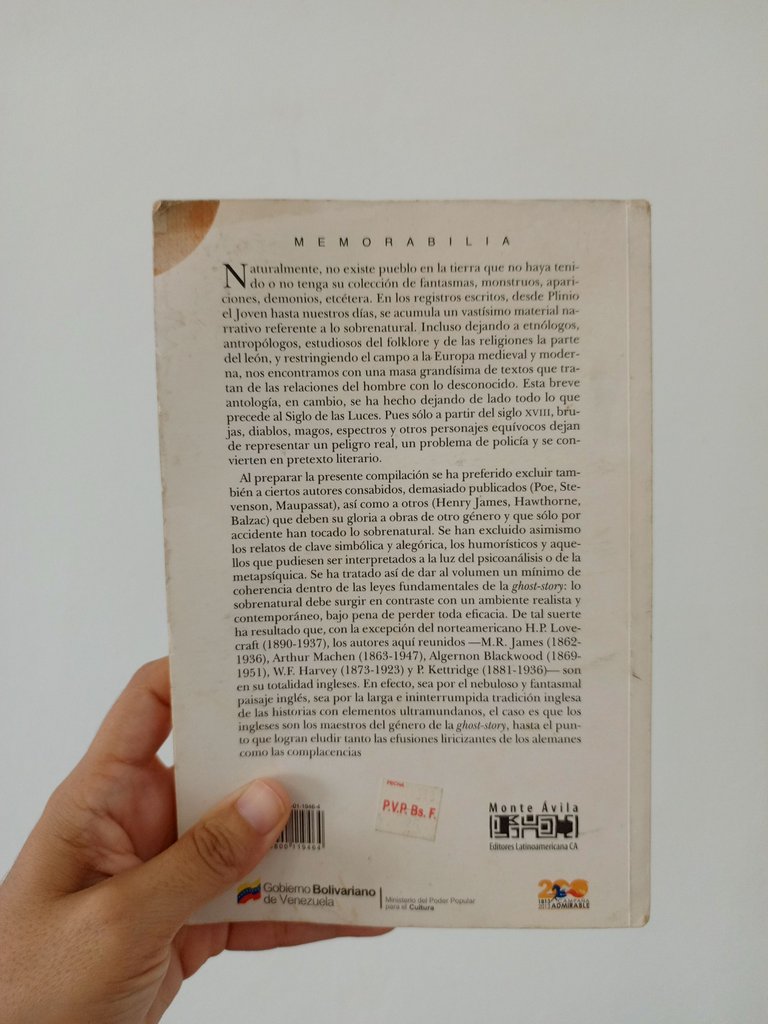 MEMORABILIA
Naturalmente, no existe pueblo en la tierra que no haya teni-
do o no tenga su colección de fantasmas, monstruos, apari-
ciones, demonios, etcétera. En los registros escritos, desde Plinio
el Joven hasta nuestros días, se acumula un vastísimo material na-
rrativo referente a lo sobrenatural. Incluso dejando a etnólogos,
antropólogos, estudiosos del folklore y de las religiones la parte
del león, y restringiendo el campo a la Europa medieval y moder-
na, nos encontramos con una masa grandísima de textos que tra-
tan de las relaciones del hombre con lo desconocido. Esta breve
antología, en cambio, se ha hecho dejando de lado todo lo que
precede al Siglo de las Luces. Pues sólo a partir del siglo XVIII, bru-
jas, diablos, magos, espectros y otros personajes equívocos dejan
de representar un peligro real, un problema de policía y se con-
vierten en pretexto literario.
Al preparar la presente compilación se ha preferido excluir tam-
bién a ciertos autores consabidos, demasiado publicados (Poe, Ste-
venson, Maupassat), así como a otros (Henry James, Hawthorne,
Balzac) que deben su gloria a obras de otro género y que sólo por
accidente han tocado lo sobrenatural. Se han excluido asimismo
los relatos de clave simbólica y alegórica, los humorísticos y aque-
llos que pudiesen ser interpretados a la luz del psicoanálisis o de la
metapsíquica. Se ha tratado así de dar al volumen un mínimo de
coherencia dentro de las leyes fundamentales de la ghost-story: lo
sobrenatural debe surgir en contraste con un ambiente realista y
contemporáneo, bajo pena de perder toda eficacia. De tal suerte
ha resultado que, con la excepción del norteamericano H.P. Love-
craft (1890-1937), los autores aquí reunidos —M.R. James (1862-
1936), Arthur Machen (1863-1947), Algernon Blackwood (1869-
1951), W.F. Harvey (1873-1923) y P. Kettridge (1881-1936)— son
en su totalidad ingleses. En efecto, sea por el nebuloso y fantasmal
paisaje inglés, sea por la larga e ininterrumpida tradición inglesa
de las historias con elementos ultramundanos, el caso es que los
ingleses son los maestros del género de la ghost-story, hasta el pun-
to que logran eludir tanto las efusiones liricizantes de los alemanes
como las complacencias
-01-1946-4
FECHA
P.V.P. Bs. F.
Monte Ávila
Editores Latinoamericana CA
Gobierno Bolivariano
de Venezuela
Ministerio del Poder Popular
para el Cultura
200
1813 CAMPAÑA
2013 ADMIRABLE